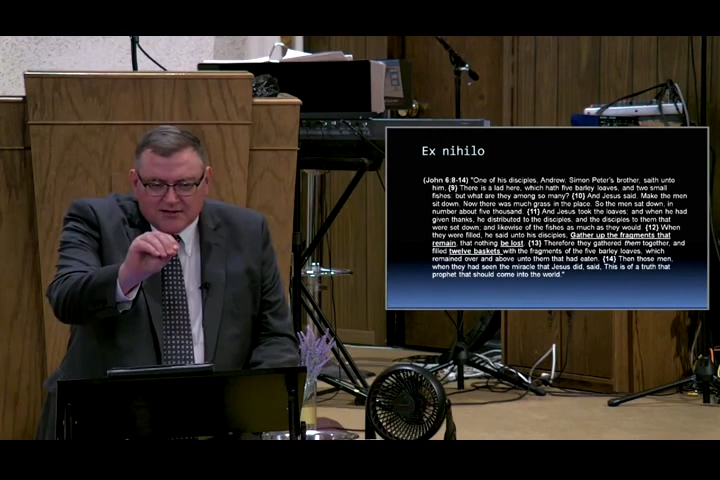 Ex nihilo
(John 6:8-14) "One of his disciples, Andrew, Simon Peter's brother, saith unto
him, {9} There is a lad here, which hath five barley loaves, and two small
fishes: but what are they among so many? {10} And Jesus said, Make the men
sit down. Now there was much grass in the place. So the men sat down, in
number about five thousand. {11} And Jesus took the loaves; and when he had
given thanks, he distributed to the disciples, and the disciples to them that
were set down; and likewise of the fishes as much as they would. {12} When
they were filled, he said unto his disciples, Gather up the fragments that
remain, that nothing be lost. {13} Therefore they gathered them together, and
filled twelve baskets with the fragments of the five barley loaves, which
remained over and above unto them that had eaten. {14} Then those men,
when they had seen the miracle that Jesus did, said, This is of a truth that
prophet that should come into the world."